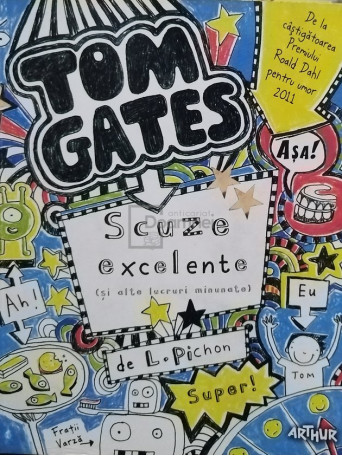 TOM
GATES
De la
câștigătoarea
Premiului
Roald Dahl
pentru umor
2011
AȘA!
Scuze
excelente
(și alte lucruri minunate)
Ah!
Eu
de L. Pichon
TOM
Super!
Frații
Varză
ARTHUR